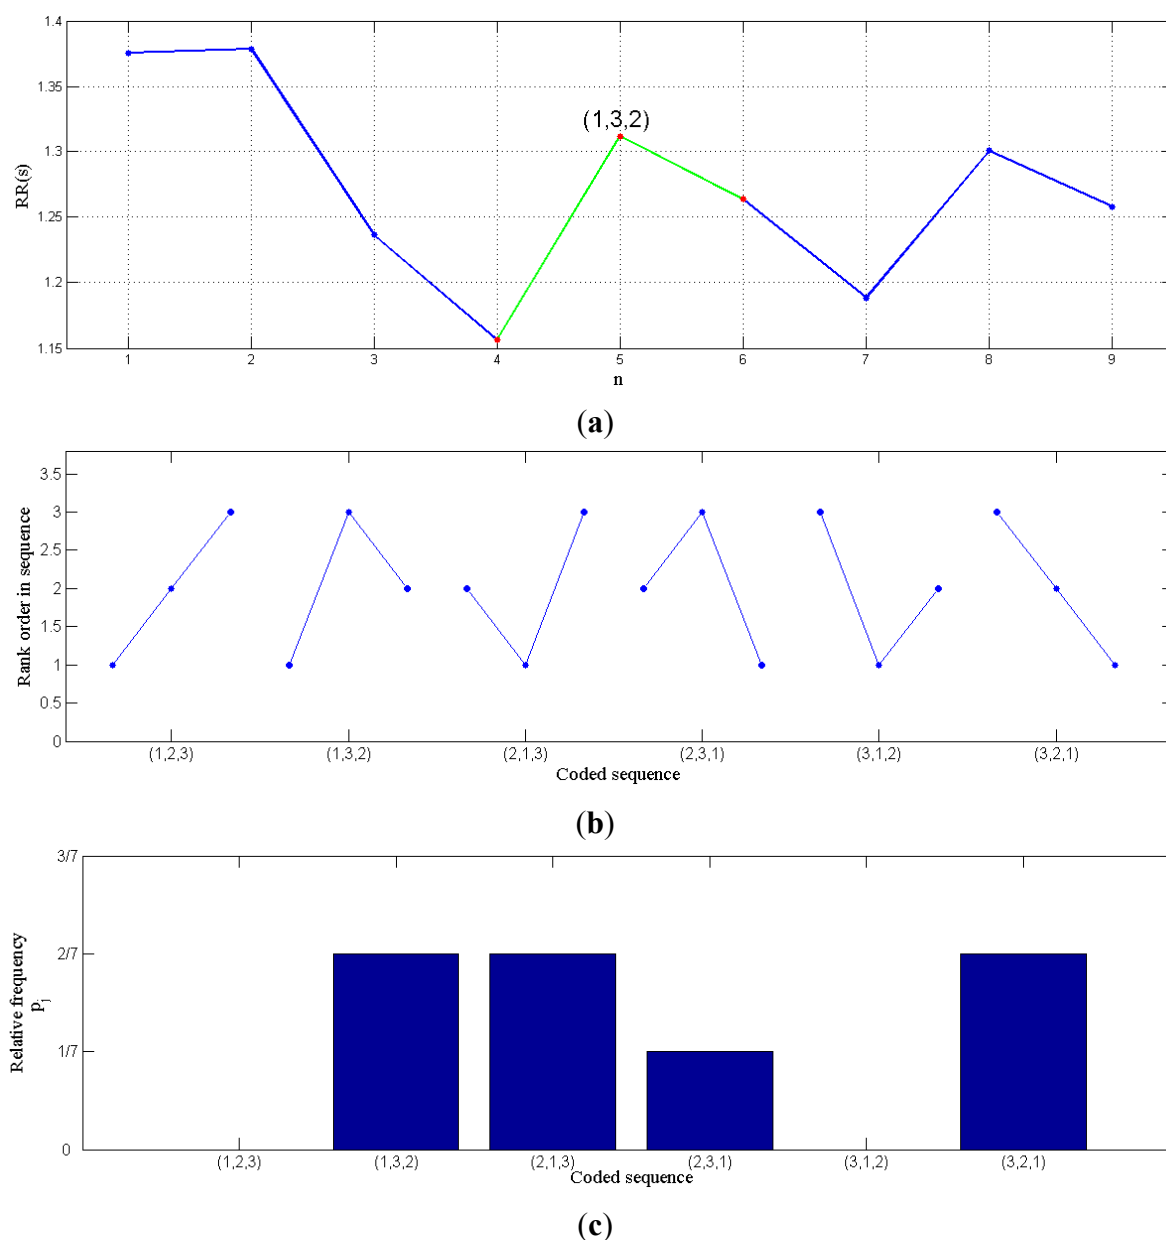 1.4
1.35
1.3
1.25
1.2
1.15
RR(s)
(1,3,2)
1 2 3 4 5 6 7 8 9
n
(a)
3.5
3
2.5
2
1.5
1
0.5
0
Rank order in sequence
(1,2,3) (1,3,2) (2,1,3) (2,3,1) (3,1,2) (3,2,1)
Coded sequence
(b)
3/7
2/7
1/7
0
Relative frequency
pj
(1,2,3) (1,3,2) (2,1,3) (2,3,1) (3,1,2) (3,2,1)
Coded sequence
(c)